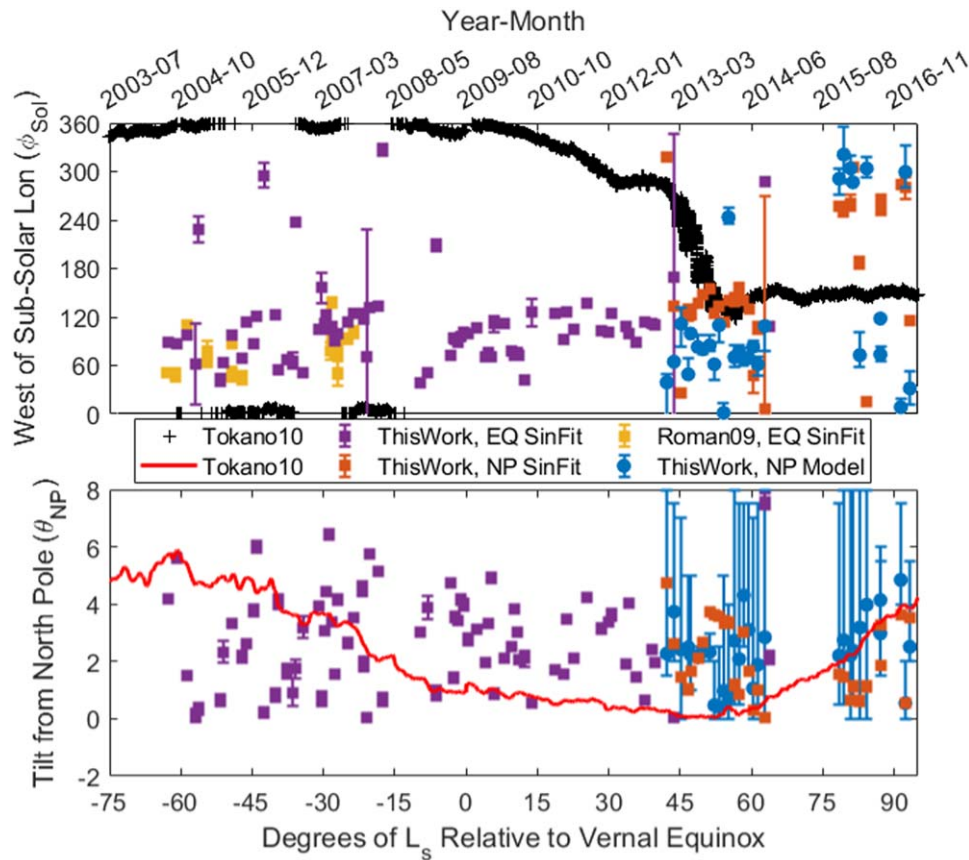 Year-Month
2003-07 2004-10 2005-12 2007-03 2008-05 2009-08 2010-10 2012-01 2013-03 2014-06 2015-08 2016-11
West of Sub-Solar Lon (ϕSol)
360
300
240
180
120
60
0
Tokano10 ThisWork, EQ SinFit Roman09, EQ SinFit
Tokano10 ThisWork, NP SinFit ThisWork, NP Model
Tilt from North Pole (θNP)
8
6
4
2
0
-2
-75 -60 -45 -30 -15 0 15 30 45 60 75 90
Degrees of Ls Relative to Vernal Equinox